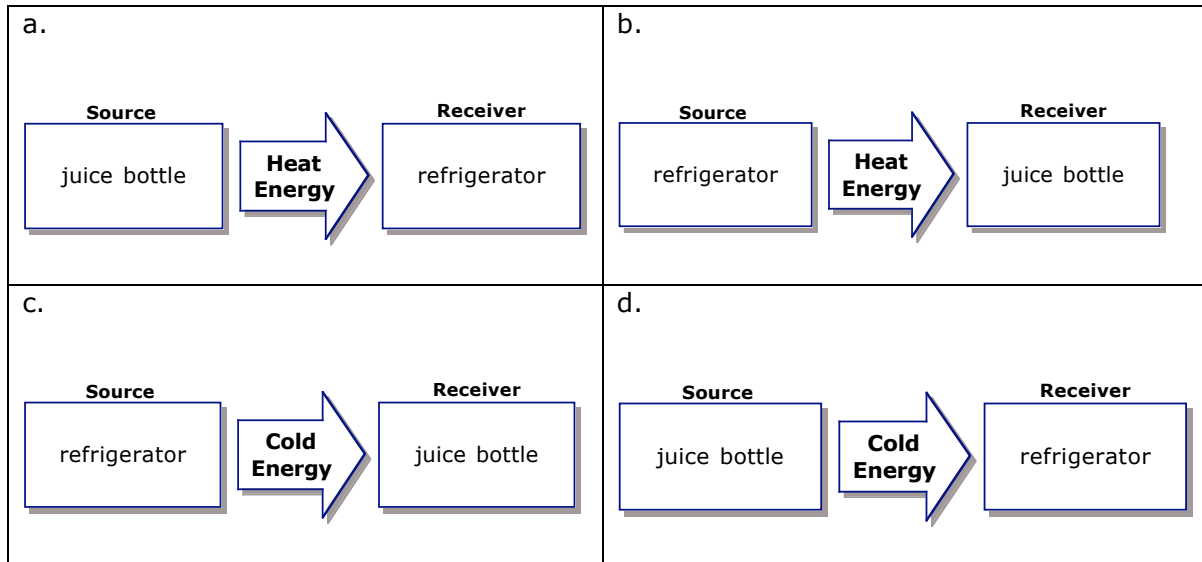 a.
Source
Receiver
juice bottle
Heat
Energy
refrigerator
b.
Source
Receiver
refrigerator
Heat
Energy
juice bottle
c.
Source
Receiver
refrigerator
Cold
Energy
juice bottle
d.
Source
Receiver
juice bottle
Cold
Energy
refrigerator